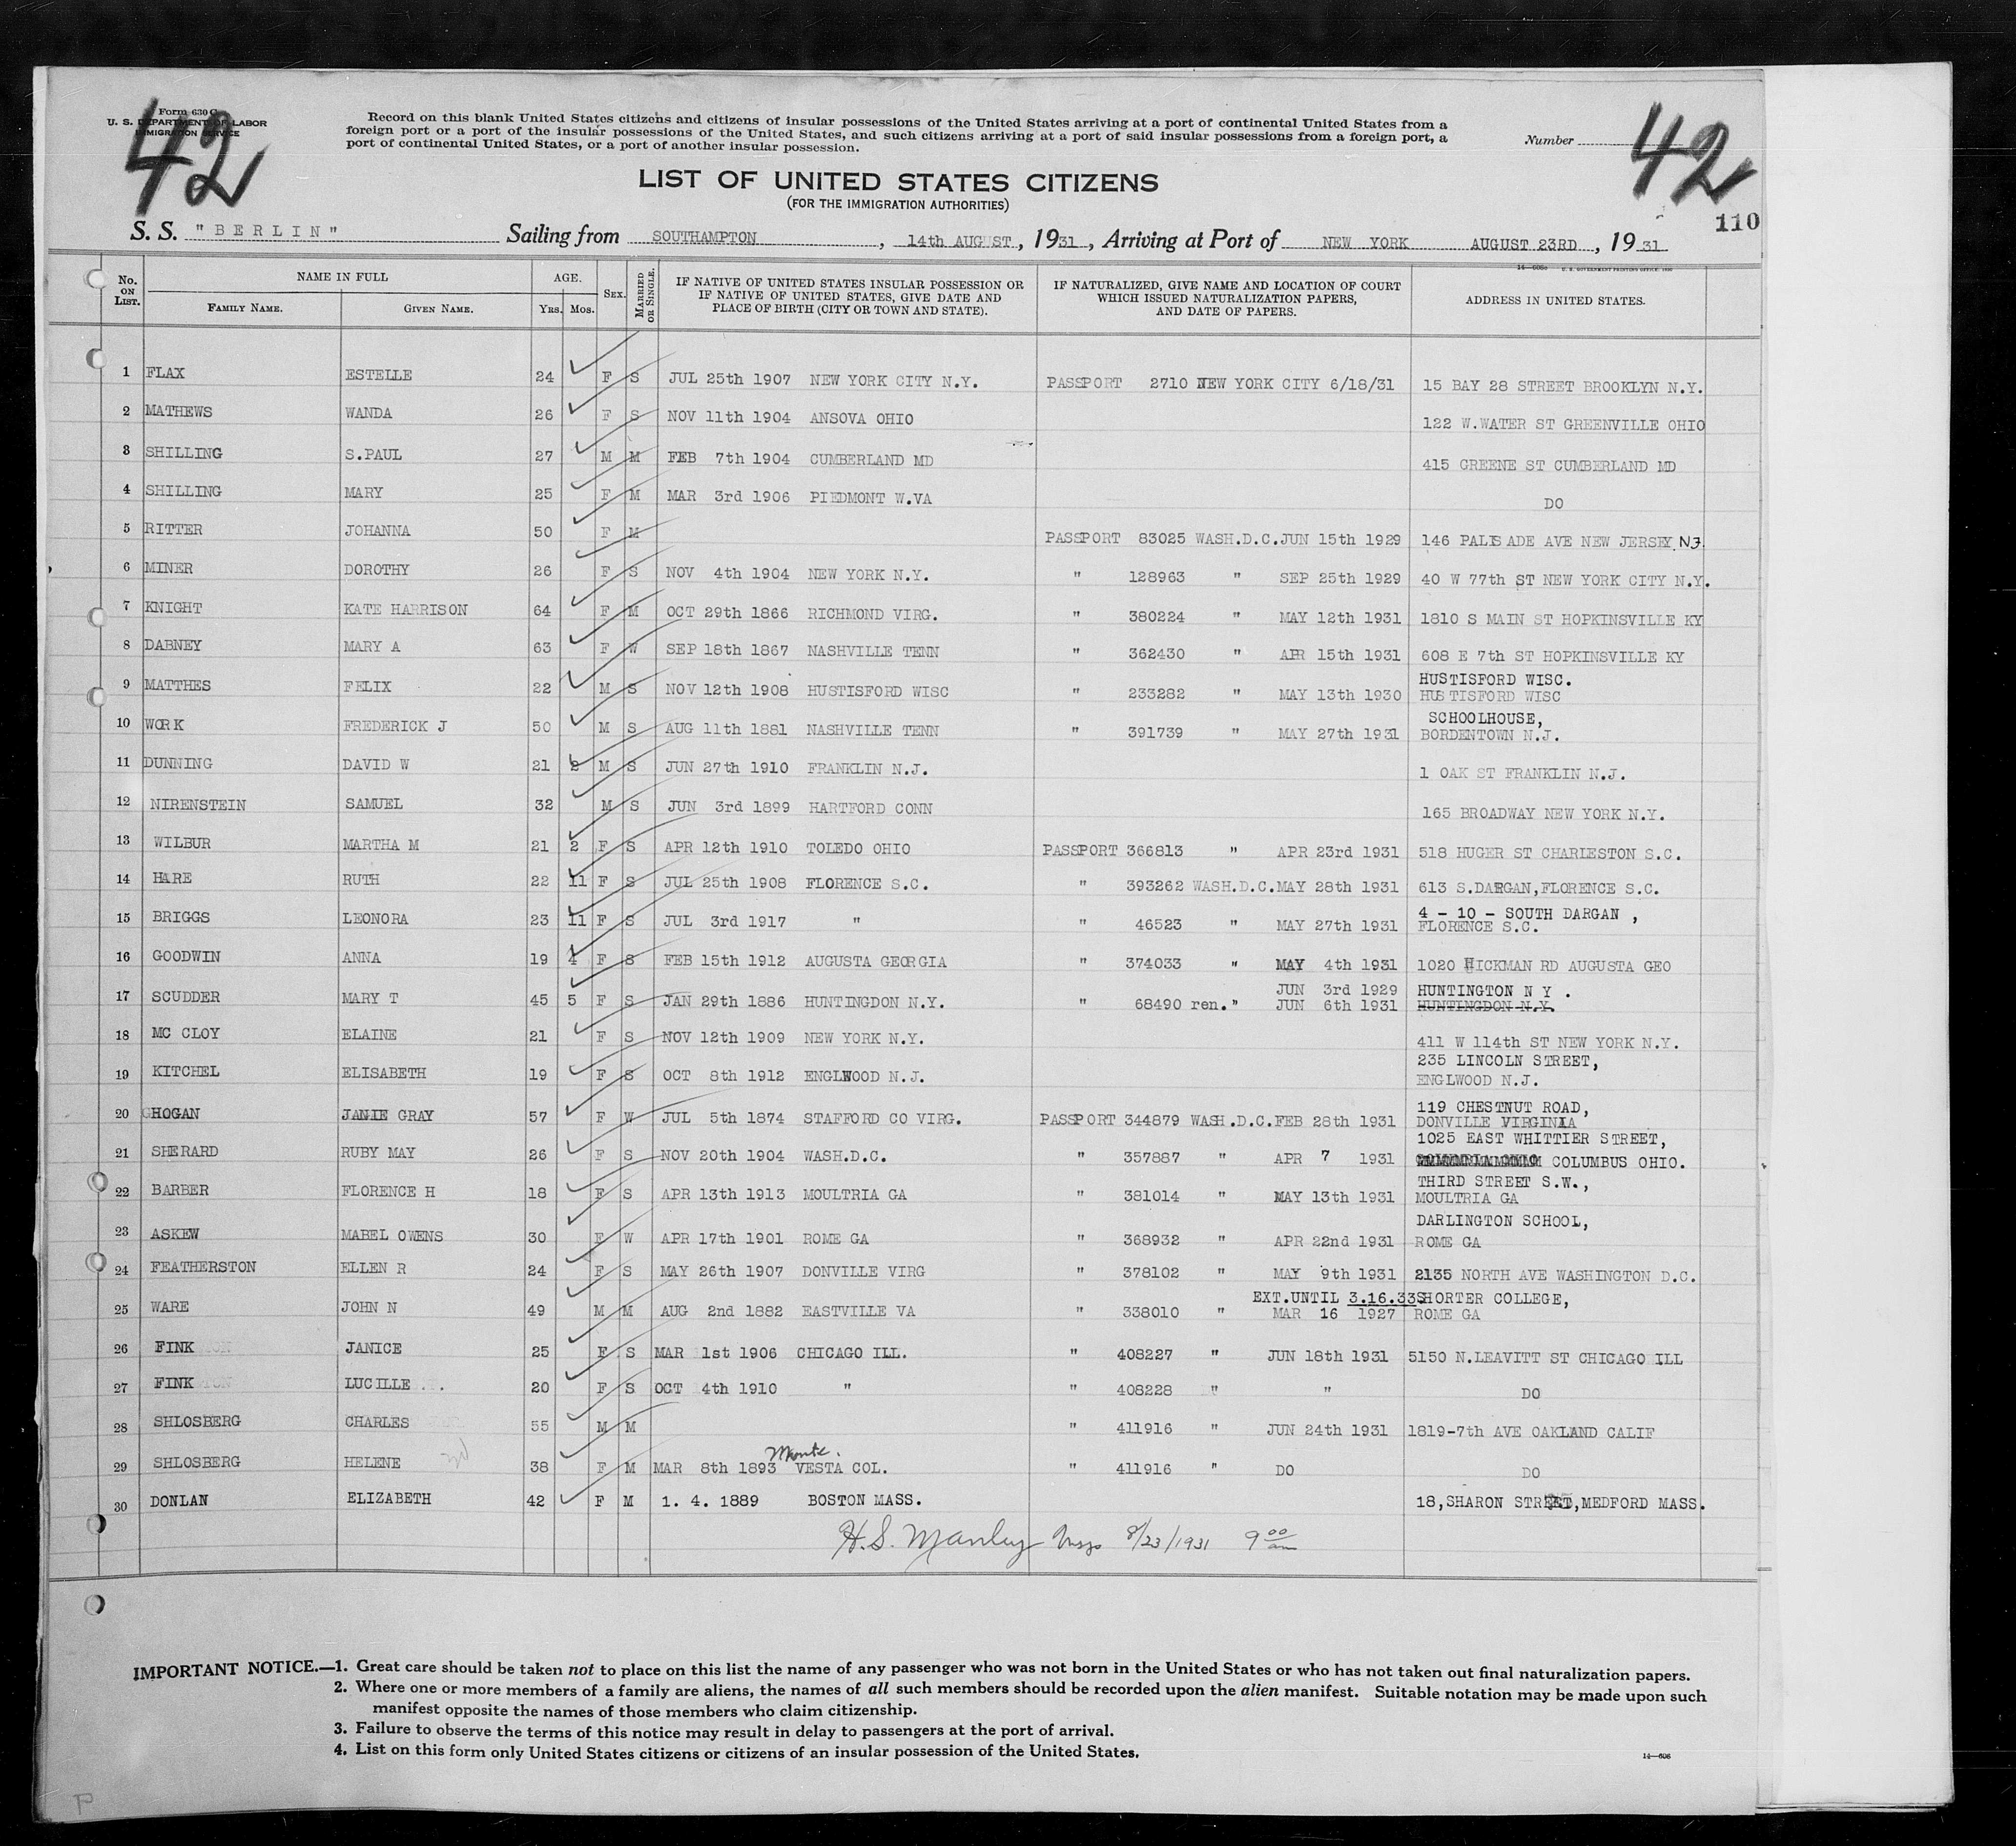 Form 630 C
U. S. DEPARTMENT OF LABOR
IMMIGRATION SERVICE
42
Record on this blank United States citizens and citizens of insular possessions of the United States arriving at a port of continental United States from a
foreign port or a port of the insular possessions of the United States, and such citizens arriving at a port of said insular possessions from a foreign port, a
port of continental United States, or a port of another insular possession.
Number
42
LIST OF UNITED STATES CITIZENS
(FOR THE IMMIGRATION AUTHORITIES)
110
S. S. "BERLIN" Sailing from SOUTHAMPTON, 14th AUGUST, 1931, Arriving at Port of NEW YORK AUGUST 23RD, 1931
14—606a U. S. GOVERNMENT PRINTING OFFICE: 1930
No. ON LIST. NAME IN FULL FAMILY NAME. GIVEN NAME. AGE. Yrs. Mos. SEX. MARRIED OR SINGLE. IF NATIVE OF UNITED STATES INSULAR POSSESSION OR IF NATIVE OF UNITED STATES, GIVE DATE AND PLACE OF BIRTH (CITY OR TOWN AND STATE). IF NATURALIZED, GIVE NAME AND LOCATION OF COURT WHICH ISSUED NATURALIZATION PAPERS, AND DATE OF PAPERS. ADDRESS IN UNITED STATES.
1 FLAX ESTELLE 24 F S JUL 25th 1907 NEW YORK CITY N.Y. PASSPORT 2710 NEW YORK CITY 6/18/31 15 BAY 28 STREET BROOKLYN N.Y.
2 MATHEWS WANDA 26 F S NOV 11th 1904 ANSOVA OHIO 122 W.WATER ST GREENVILLE OHIO
3 SHILLING S.PAUL 27 M M FEB 7th 1904 CUMBERLAND MD 415 GREENE ST CUMBERLAND MD
4 SHILLING MARY 25 F M MAR 3rd 1906 PIEDMONT W.VA DO
5 RITTER JOHANNA 50 F M PASSPORT 83025 WASH.D.C.JUN 15th 1929 146 PALISADE AVE NEW JERSEY NJ.
6 MINER DOROTHY 26 F S NOV 4th 1904 NEW YORK N.Y. " 128963 " SEP 25th 1929 40 W 77th ST NEW YORK CITY N.Y.
7 KNIGHT KATE HARRISON 64 F M OCT 29th 1866 RICHMOND VIRG. " 380224 " MAY 12th 1931 1810 S MAIN ST HOPKINSVILLE KY
8 DABNEY MARY A 63 F W SEP 18th 1867 NASHVILLE TENN " 362430 " APR 15th 1931 608 E 7th ST HOPKINSVILLE KY
9 MATTHES FELIX 22 M S NOV 12th 1908 HUSTISFORD WISC " 233282 " MAY 13th 1930 HUSTISFORD WISC.
HUSTISFORD WISC
10 WORK FREDERICK J 50 M S AUG 11th 1881 NASHVILLE TENN " 391739 " MAY 27th 1931 SCHOOLHOUSE,
BORDENTOWN N.J.
11 DUNNING DAVID W 21 2 M S JUN 27th 1910 FRANKLIN N.J. 1 OAK ST FRANKLIN N.J.
12 NIRENSTEIN SAMUEL 32 M S JUN 3rd 1899 HARTFORD CONN 165 BROADWAY NEW YORK N.Y.
13 WILBUR MARTHA M 21 2 F S APR 12th 1910 TOLEDO OHIO PASSPORT 366813 " APR 23rd 1931 518 HUGER ST CHARLESTON S.C.
14 HARE RUTH 22 11 F S JUL 25th 1908 FLORENCE S.C. " 393262 WASH.D.C.MAY 28th 1931 613 S.DARGAN,FLORENCE S.C.
15 BRIGGS LEONORA 23 11 F S JUL 3rd 1917 " " 46523 " MAY 27th 1931 4 - 10 - SOUTH DARGAN ,
FLORENCE S.C.
16 GOODWIN ANNA 19 4 F S FEB 15th 1912 AUGUSTA GEORGIA " 374033 " MAY 4th 1931 1020 HICKMAN RD AUGUSTA GEO
JUN 3rd 1929 HUNTINGTON N Y .
17 SCUDDER MARY T 45 5 F S JAN 29th 1886 HUNTINGDON N.Y. " 68490 ren." JUN 6th 1931 HUNTINGDON N.Y.
18 MC CLOY ELAINE 21 F S NOV 12th 1909 NEW YORK N.Y. 411 W 114th ST NEW YORK N.Y.
19 KITCHEL ELISABETH 19 F S OCT 8th 1912 ENGLWOOD N.J. 235 LINCOLN STREET,
ENGLWOOD N.J.
20 HOGAN JANIE GRAY 57 F W JUL 5th 1874 STAFFORD CO VIRG. PASSPORT 344879 WASH.D.C.FEB 28th 1931 119 CHESTNUT ROAD,
DONVILLE VIRGINIA
21 SHERARD RUBY MAY 26 F S NOV 20th 1904 WASH.D.C. " 357887 " APR 7 1931 1025 EAST WHITTIER STREET,
COLUMBUS OHIO.
22 BARBER FLORENCE H 18 F S APR 13th 1913 MOULTRIA GA " 381014 " MAY 13th 1931 THIRD STREET S.W.,
MOULTRIA GA
23 ASKEW MABEL OWENS 30 F W APR 17th 1901 ROME GA " 368932 " APR 22nd 1931 DARLINGTON SCHOOL,
ROME GA
24 FEATHERSTON ELLEN R 24 F S MAY 26th 1907 DONVILLE VIRG " 378102 " MAY 9th 1931 2135 NORTH AVE WASHINGTON D.C.
EXT.UNTIL 3.16.33 SHORTER COLLEGE,
25 WARE JOHN N 49 M M AUG 2nd 1882 EASTVILLE VA " 338010 " MAR 16 1927 ROME GA
26 FINK JANICE 25 F S MAR 1st 1906 CHICAGO ILL. " 408227 " JUN 18th 1931 5150 N.LEAVITT ST CHICAGO ILL
27 FINK LUCILLE 20 F S OCT 4th 1910 " " 408228 " " DO
28 SHLOSBERG CHARLES 55 M M " 411916 " JUN 24th 1931 1819-7th AVE OAKLAND CALIF
Monte.
29 SHLOSBERG HELENE 38 F M MAR 8th 1893 VESTA COL. " 411916 " DO DO
30 DONLAN ELIZABETH 42 F M 1. 4. 1889 BOSTON MASS. 18,SHARON STREET,MEDFORD MASS.
H.S. Manley 8/23/1931 9 00 am
IMPORTANT NOTICE.—1. Great care should be taken not to place on this list the name of any passenger who was not born in the United States or who has not taken out final naturalization papers.
2. Where one or more members of a family are aliens, the names of all such members should be recorded upon the alien manifest. Suitable notation may be made upon such
manifest opposite the names of those members who claim citizenship.
3. Failure to observe the terms of this notice may result in delay to passengers at the port of arrival.
4. List on this form only United States citizens or citizens of an insular possession of the United States.
14—606